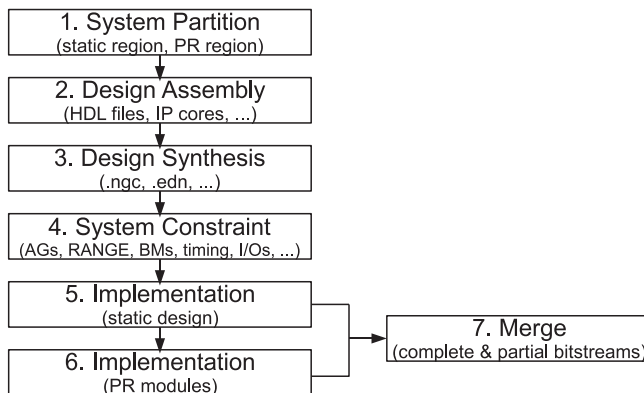 1. System Partition
(static region, PR region)
2. Design Assembly
(HDL files, IP cores, ...)
3. Design Synthesis
(.ngc, .edn, ...)
4. System Constraint
(AGs, RANGE, BMs, timing, I/Os, ...)
5. Implementation
(static design)
6. Implementation
(PR modules)
7. Merge
(complete & partial bitstreams)